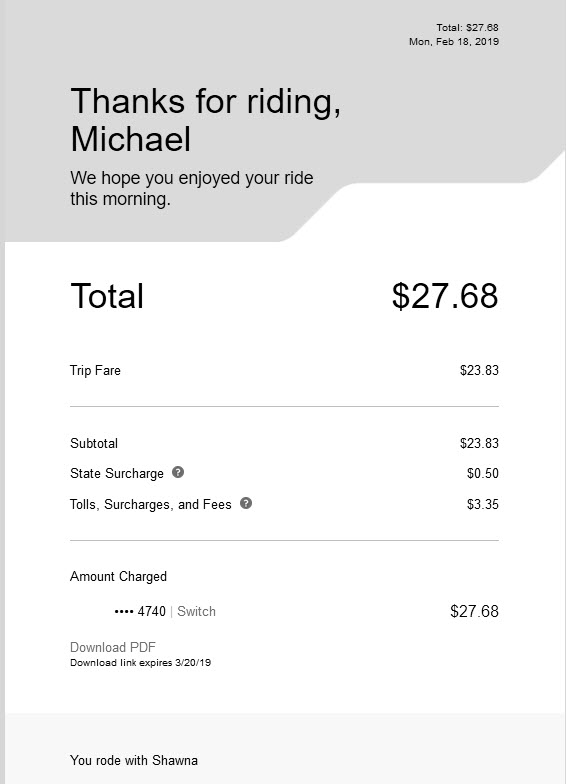 Total: $27.68
Mon, Feb 18, 2019
Thanks for riding,
Michael
We hope you enjoyed your ride
this morning.
Total $27.68
Trip Fare $23.83
Subtotal $23.83
State Surcharge ? $0.50
Tolls, Surcharges, and Fees ? $3.35
Amount Charged
•••• 4740 | Switch $27.68
Download PDF
Download link expires 3/20/19
You rode with Shawna